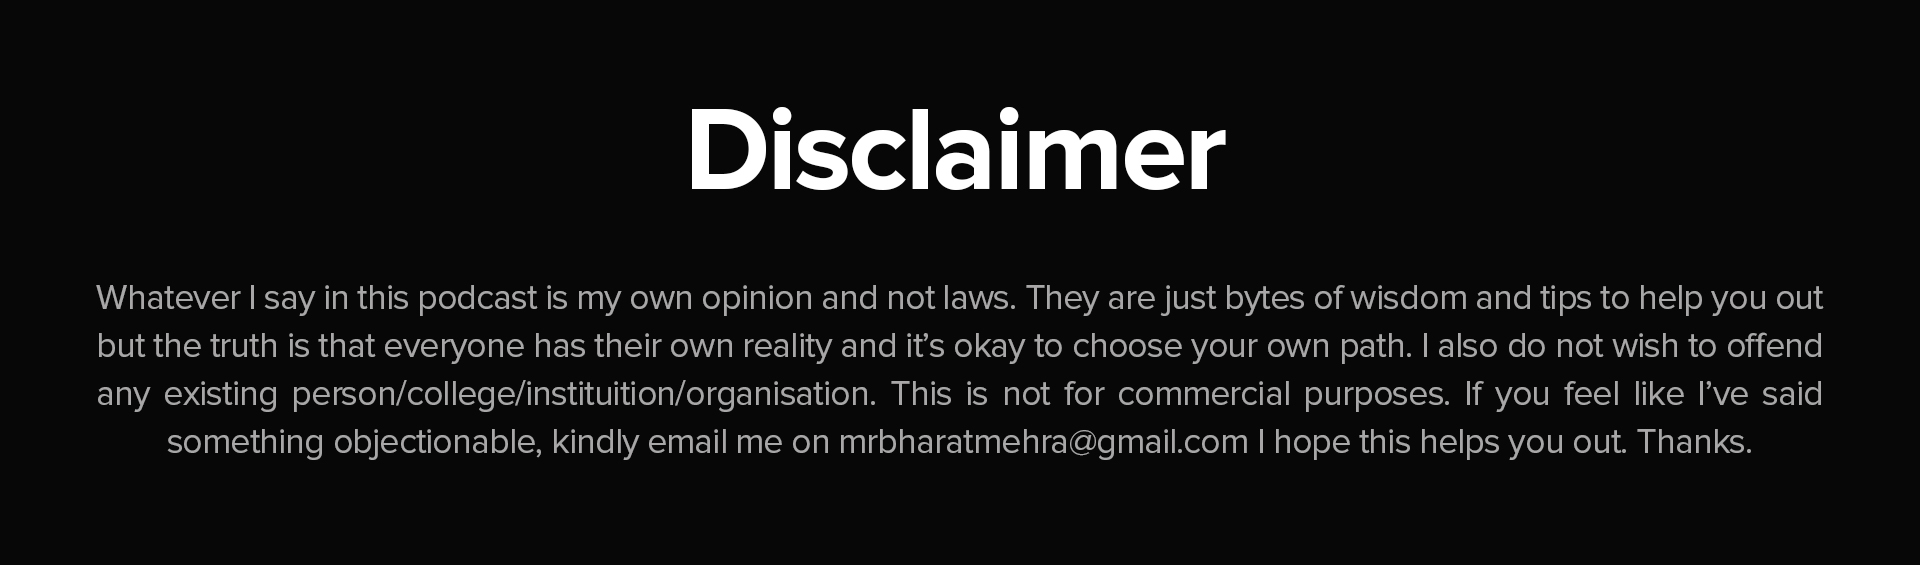 Disclaimer
Whatever I say in this podcast is my own opinion and not laws. They are just bytes of wisdom and tips to help you out
but the truth is that everyone has their own reality and it’s okay to choose your own path. I also do not wish to offend
any existing person/college/instituition/organisation. This is not for commercial purposes. If you feel like I’ve said
something objectionable, kindly email me on mrbharatmehra@gmail.com I hope this helps you out. Thanks.